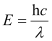 E = hc/λ